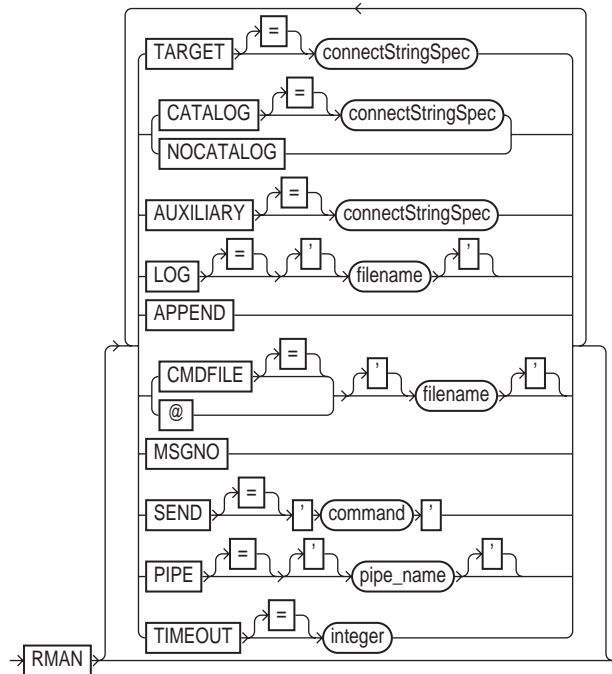 =
TARGET connectStringSpec
=
CATALOG connectStringSpec
NOCATALOG
=
AUXILIARY connectStringSpec
= ’ ’
LOG filename
APPEND
=
CMDFILE ’ ’
filename
@
MSGNO
=
SEND ’ command ’
= ’ ’
PIPE pipe_name
=
TIMEOUT integer
RMAN